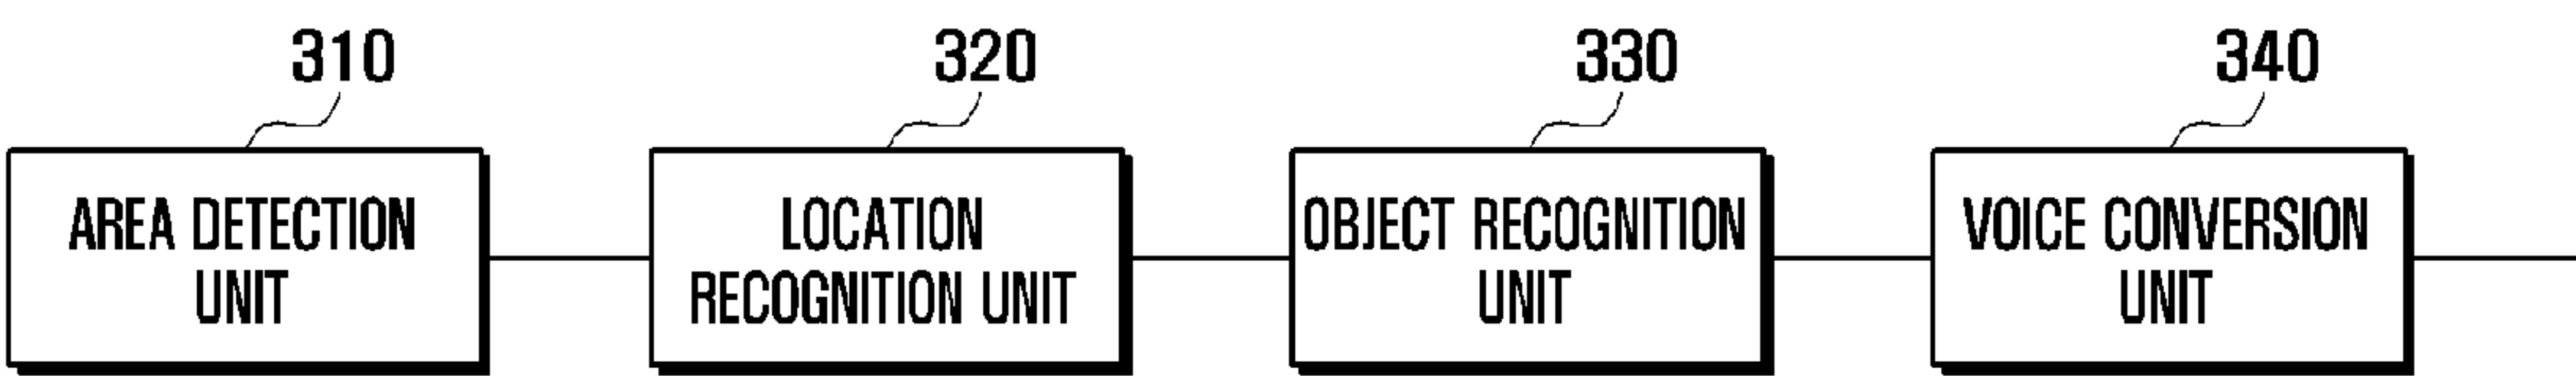 310
320
330
340
AREA DETECTION
UNIT
LOCATION
RECOGNITION UNIT
OBJECT RECOGNITION
UNIT
VOICE CONVERSION
UNIT